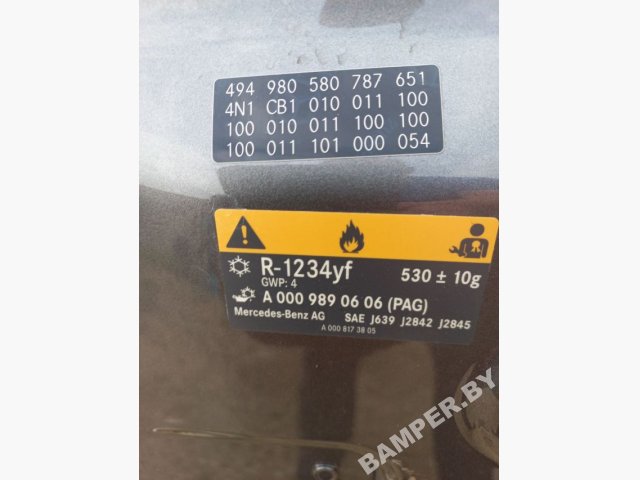 494 980 580 787 651
4N1 CB1 010 011 100
100 010 011 100 100
100 011 101 000 054
R-1234yf 530 ± 10g
GWP: 4
A 000 989 06 06 (PAG)
Mercedes-Benz AG SAE J639 J2842 J2845
A 000 817 38 05
BAMPER.BY